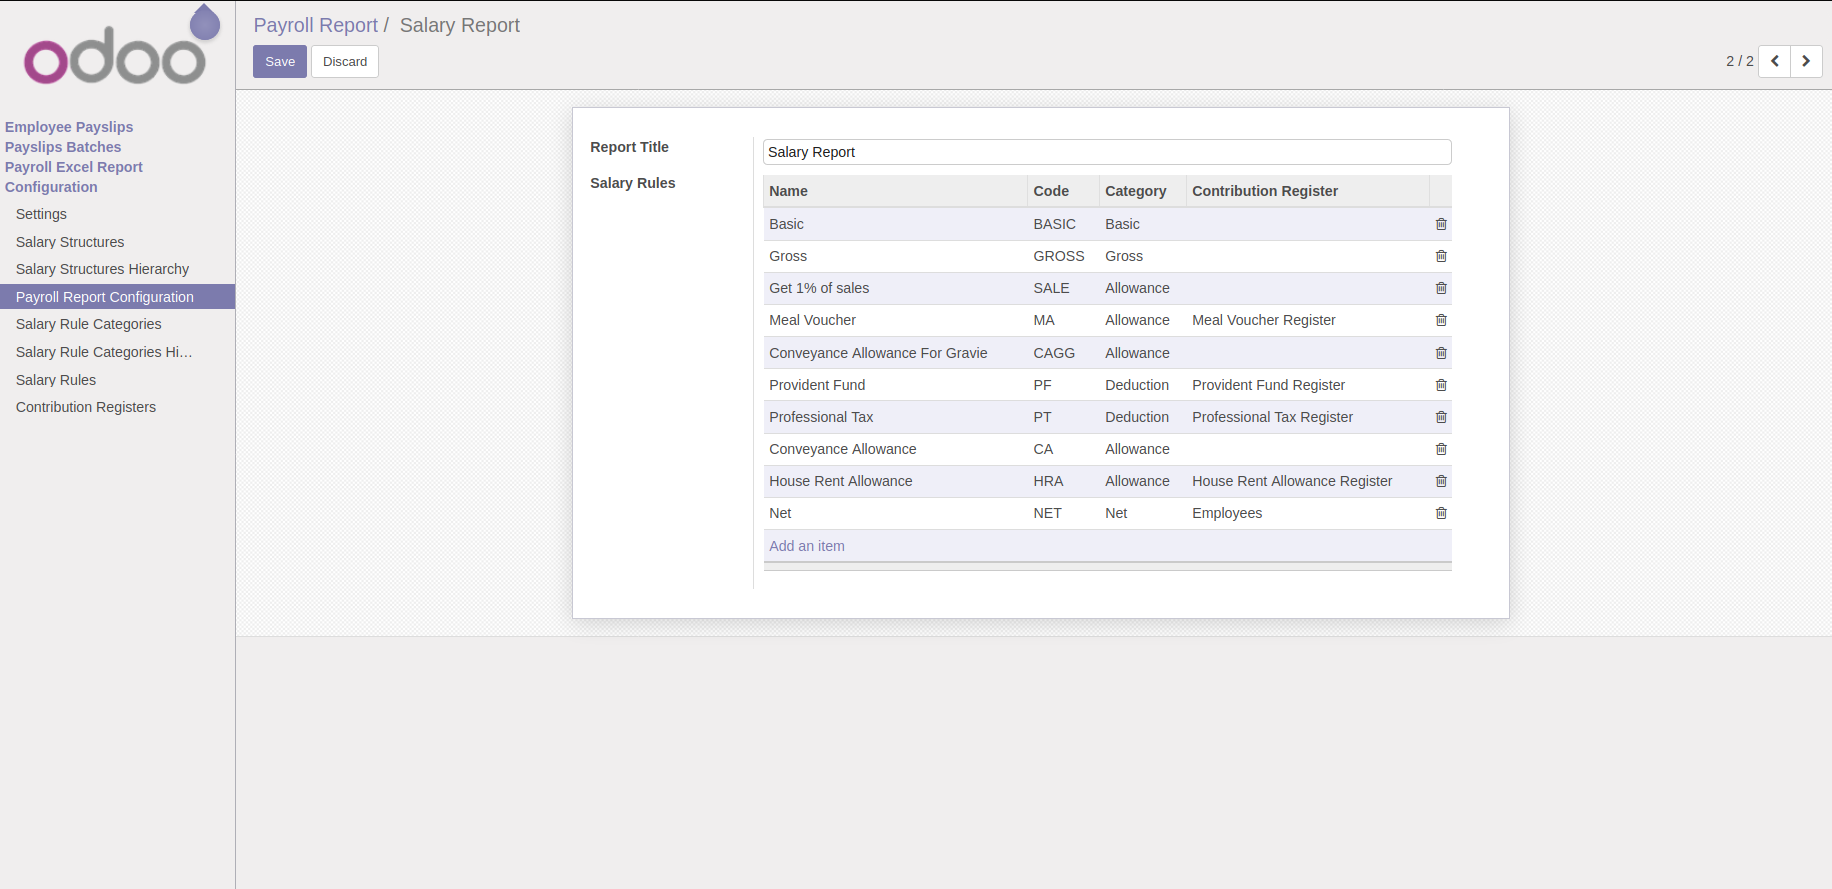 odoo
Employee Payslips
Payslips Batches
Payroll Excel Report
Configuration
Settings
Salary Structures
Salary Structures Hierarchy
Payroll Report Configuration
Salary Rule Categories
Salary Rule Categories Hi...
Salary Rules
Contribution Registers
Payroll Report / Salary Report
Save Discard
2 / 2
Report Title Salary Report
Salary Rules
Name Code Category Contribution Register
Basic BASIC Basic
Gross GROSS Gross
Get 1% of sales SALE Allowance
Meal Voucher MA Allowance Meal Voucher Register
Conveyance Allowance For Gravie CAGG Allowance
Provident Fund PF Deduction Provident Fund Register
Professional Tax PT Deduction Professional Tax Register
Conveyance Allowance CA Allowance
House Rent Allowance HRA Allowance House Rent Allowance Register
Net NET Net Employees
Add an item